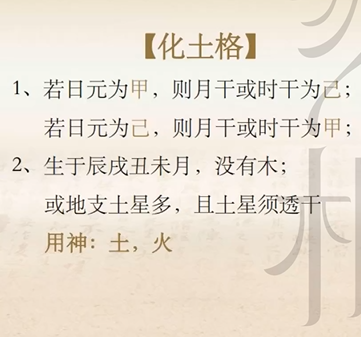 【化土格】
1、若日元为甲，则月干或时干为己；
若日元为己，则月干或时干为甲；
2、生于辰戌丑未月，没有木；
或地支土星多，且土星须透干
用神：土，火